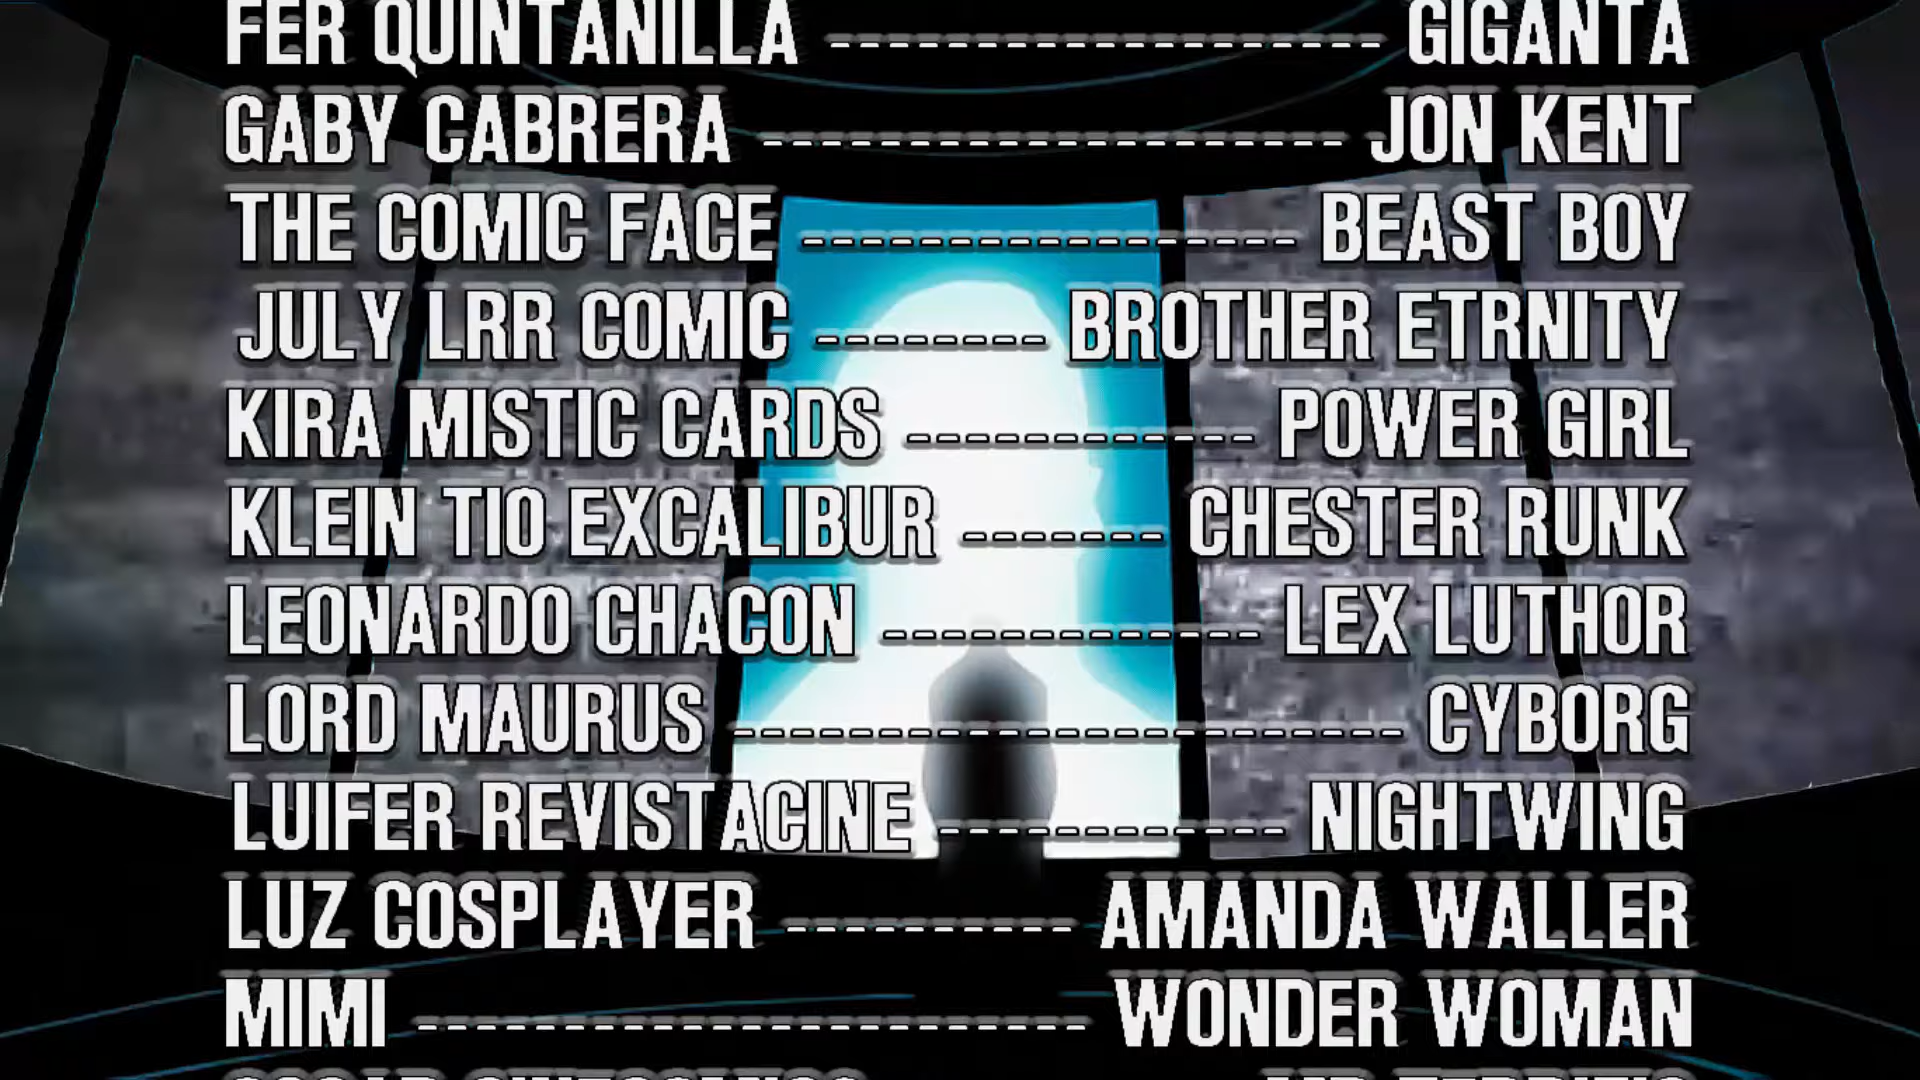 FER QUINTANILLA ------------------- GIGANTA
GABY CABRERA -------------------- JON KENT
THE COMIC FACE ----------------- BEAST BOY
JULY LRR COMIC -------- BROTHER ETRNITY
KIRA MISTIC CARDS ------------ POWER GIRL
KLEIN TIO EXCALIBUR ------- CHESTER RUNK
LEONARDO CHACON ------------- LEX LUTHOR
LORD MAURUS ----------------------- CYBORG
LUIFER REVISTACINE ------------ NIGHTWING
LUZ COSPLAYER ---------- AMANDA WALLER
MIMI ----------------------- WONDER WOMAN